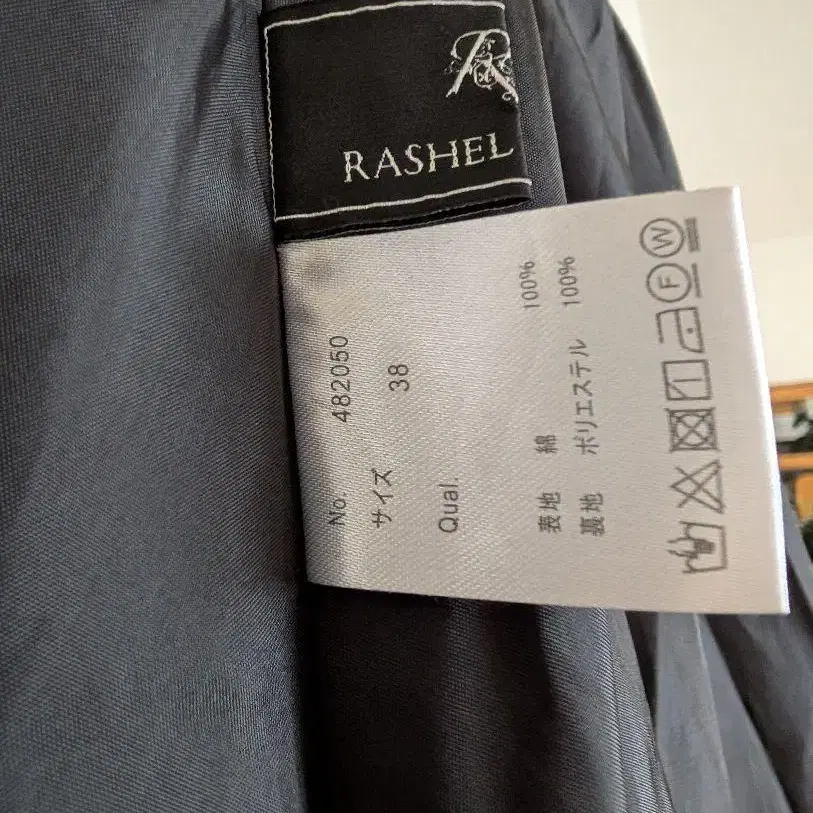 RASHEL
No. 482050
サイズ 38
Qual.
表地 綿 100%
裏地 ポリエステル 100%
F W